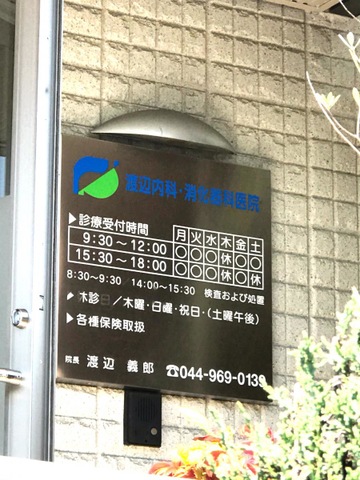 渡辺内科・消化器科医院
▶診療受付時間 月火水木金土
9:30～12:00 ○○○休○○
15:30～18:00 ○○○休○休
8:30～9:30 14:00～15:30 検査および処置
▶休診日/木曜・日曜・祝日・(土曜午後)
▶各種保険取扱
院長 渡辺 義郎 ☎044-969-0139